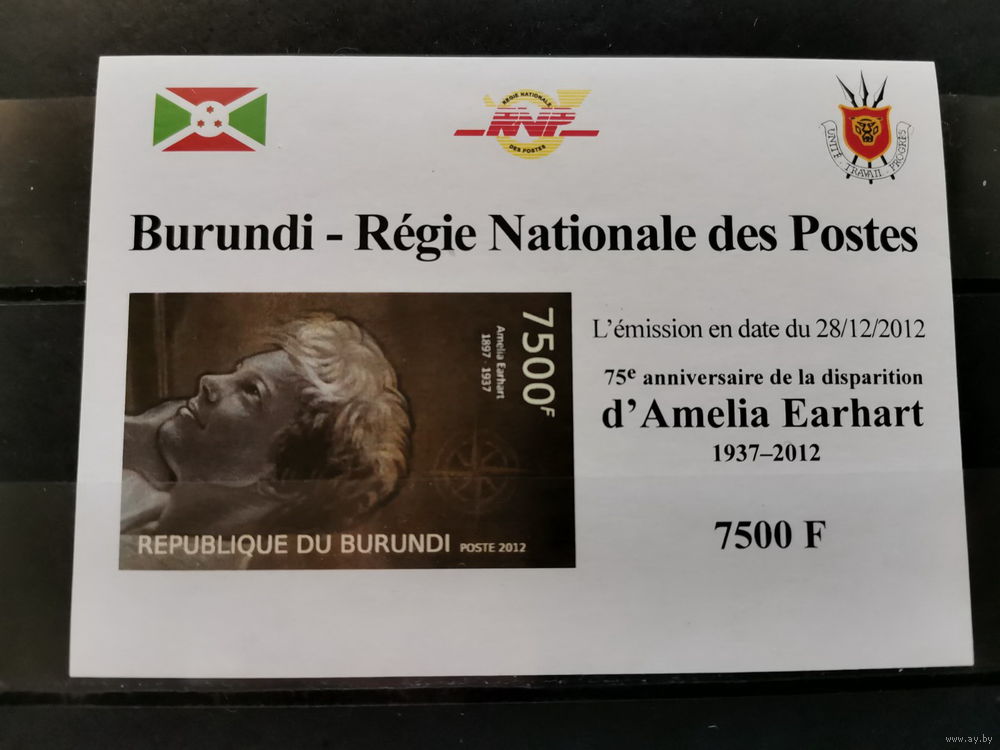 REGIE NATIONALE
RNP
DES POSTES
UNITÉ TRAVAIL PROGRES
Burundi - Régie Nationale des Postes
7500F
Amelia Earhart
1897 - 1937
REPUBLIQUE DU BURUNDI POSTE 2012
L'émission en date du 28/12/2012
75e anniversaire de la disparition
d'Amelia Earhart
1937–2012
7500 F
www.ay.by